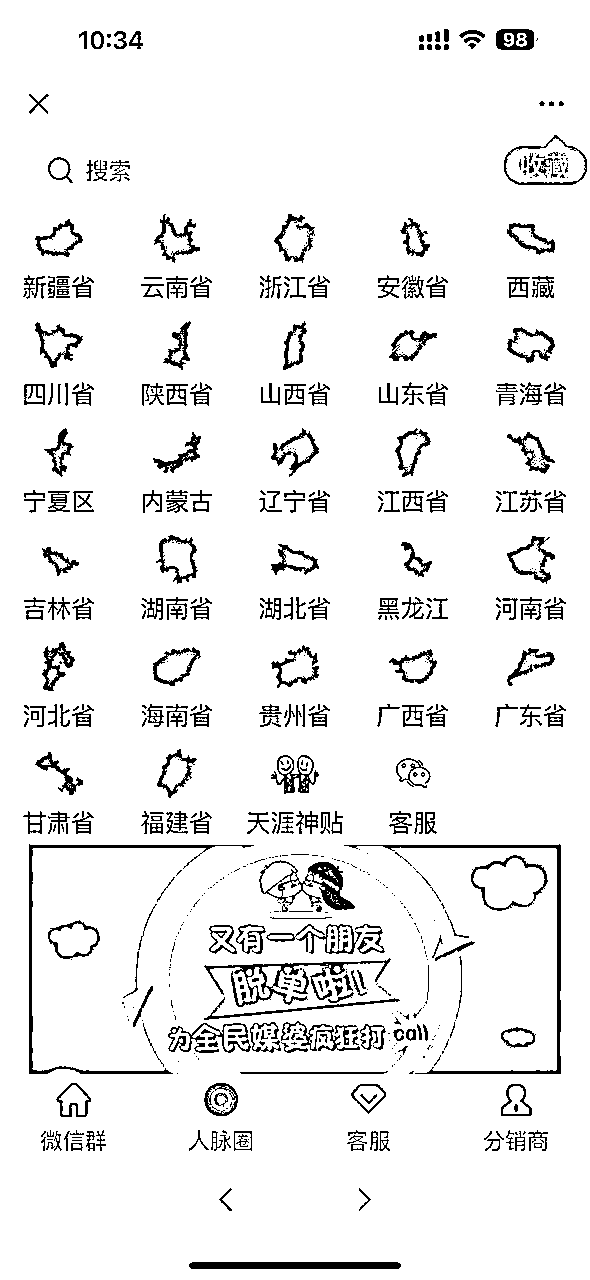 10:34
98
搜索
收藏
新疆省 云南省 浙江省 安徽省 西藏
四川省 陕西省 山西省 山东省 青海省
宁夏区 内蒙古 辽宁省 江西省 江苏省
吉林省 湖南省 湖北省 黑龙江 河南省
河北省 海南省 贵州省 广西省 广东省
甘肃省 福建省 天涯神贴 客服
又有一个朋友
脱单啦!
为全民媒婆疯狂打call
微信群 人脉圈 客服 分销商